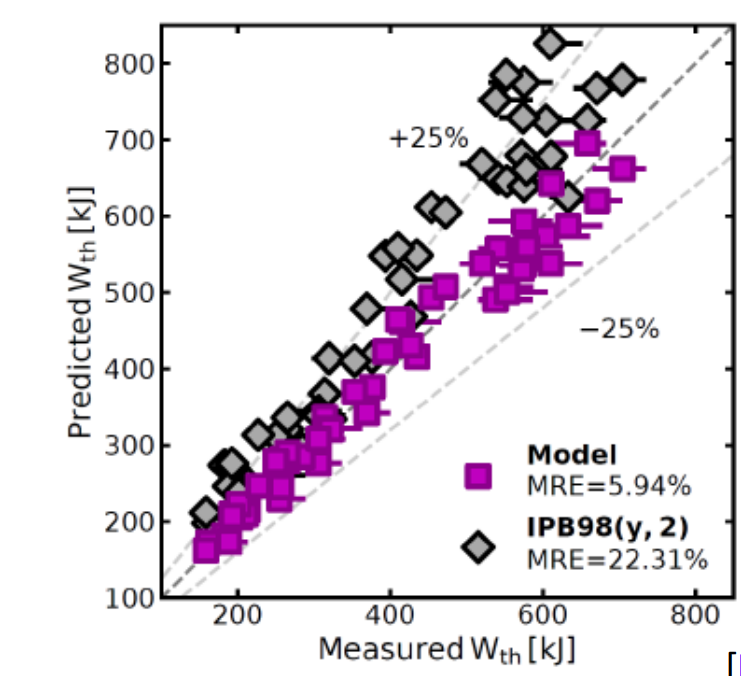 800
700
600
500
400
300
200
100
Predicted W_th [kJ]
+25%
−25%
Model
MRE=5.94%
IPB98(y, 2)
MRE=22.31%
200 400 600 800
Measured W_th [kJ]
[